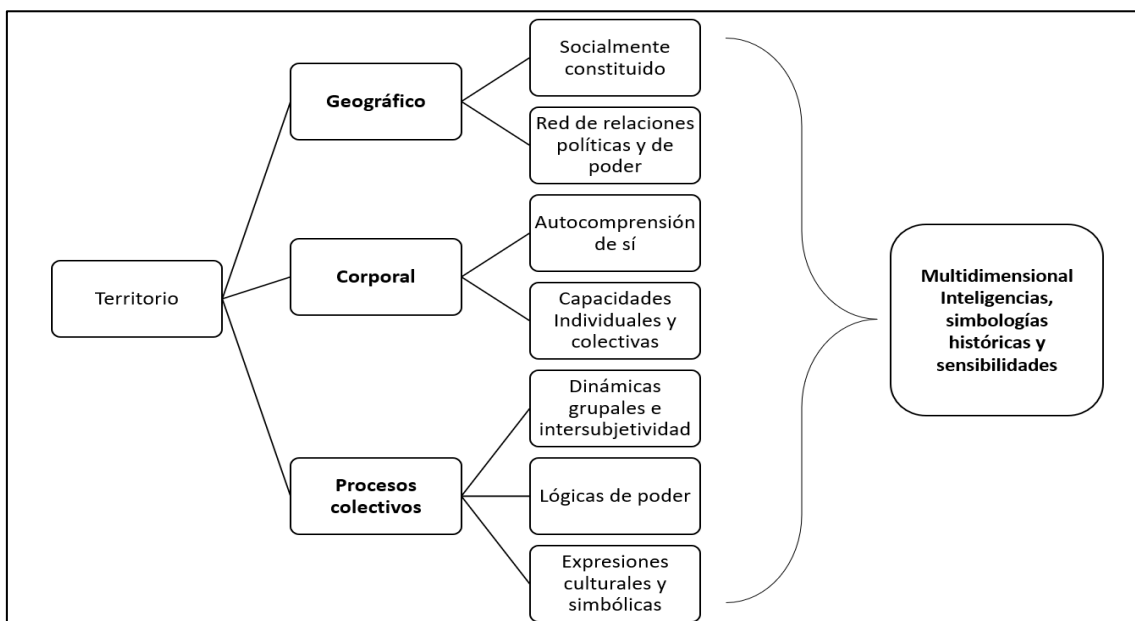 Territorio
Geográfico
Socialmente
constituido
Red de relaciones
políticas y de
poder
Corporal
Autocomprensión
de sí
Capacidades
Individuales y
colectivas
Procesos
colectivos
Dinámicas
grupales e
intersubjetividad
Lógicas de poder
Expresiones
culturales y
simbólicas
Multidimensional
Inteligencias,
simbologías
históricas y
sensibilidades